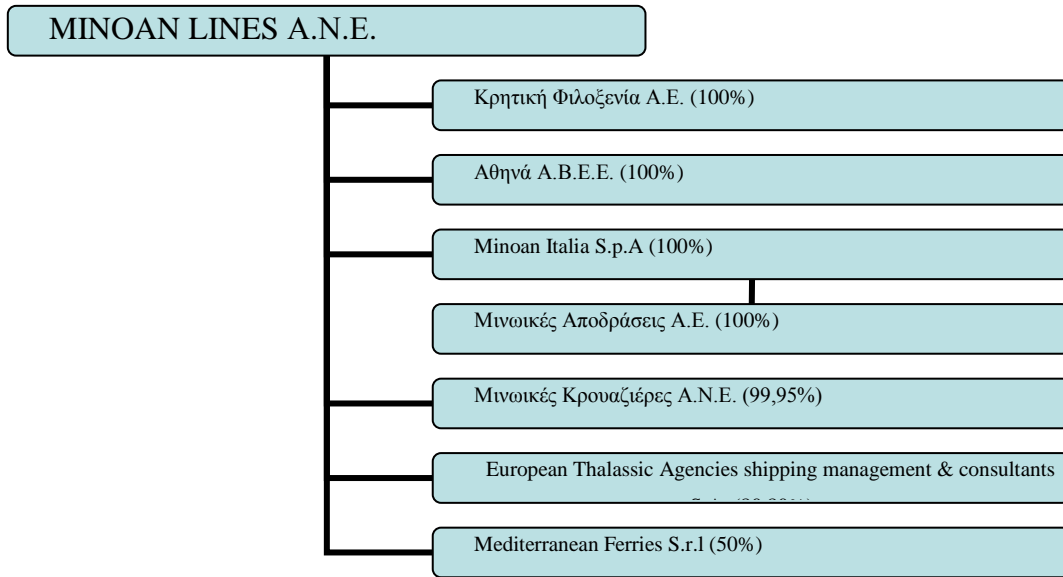 MINOAN LINES A.N.E.
Κρητική Φιλοξενία Α.Ε. (100%)
Αθηνά Α.Β.Ε.Ε. (100%)
Minoan Italia S.p.A (100%)
Μινωικές Αποδράσεις Α.Ε. (100%)
Μινωικές Κρουαζιέρες Α.Ν.Ε. (99,95%)
European Thalassic Agencies shipping management & consultants
Mediterranean Ferries S.r.l (50%)